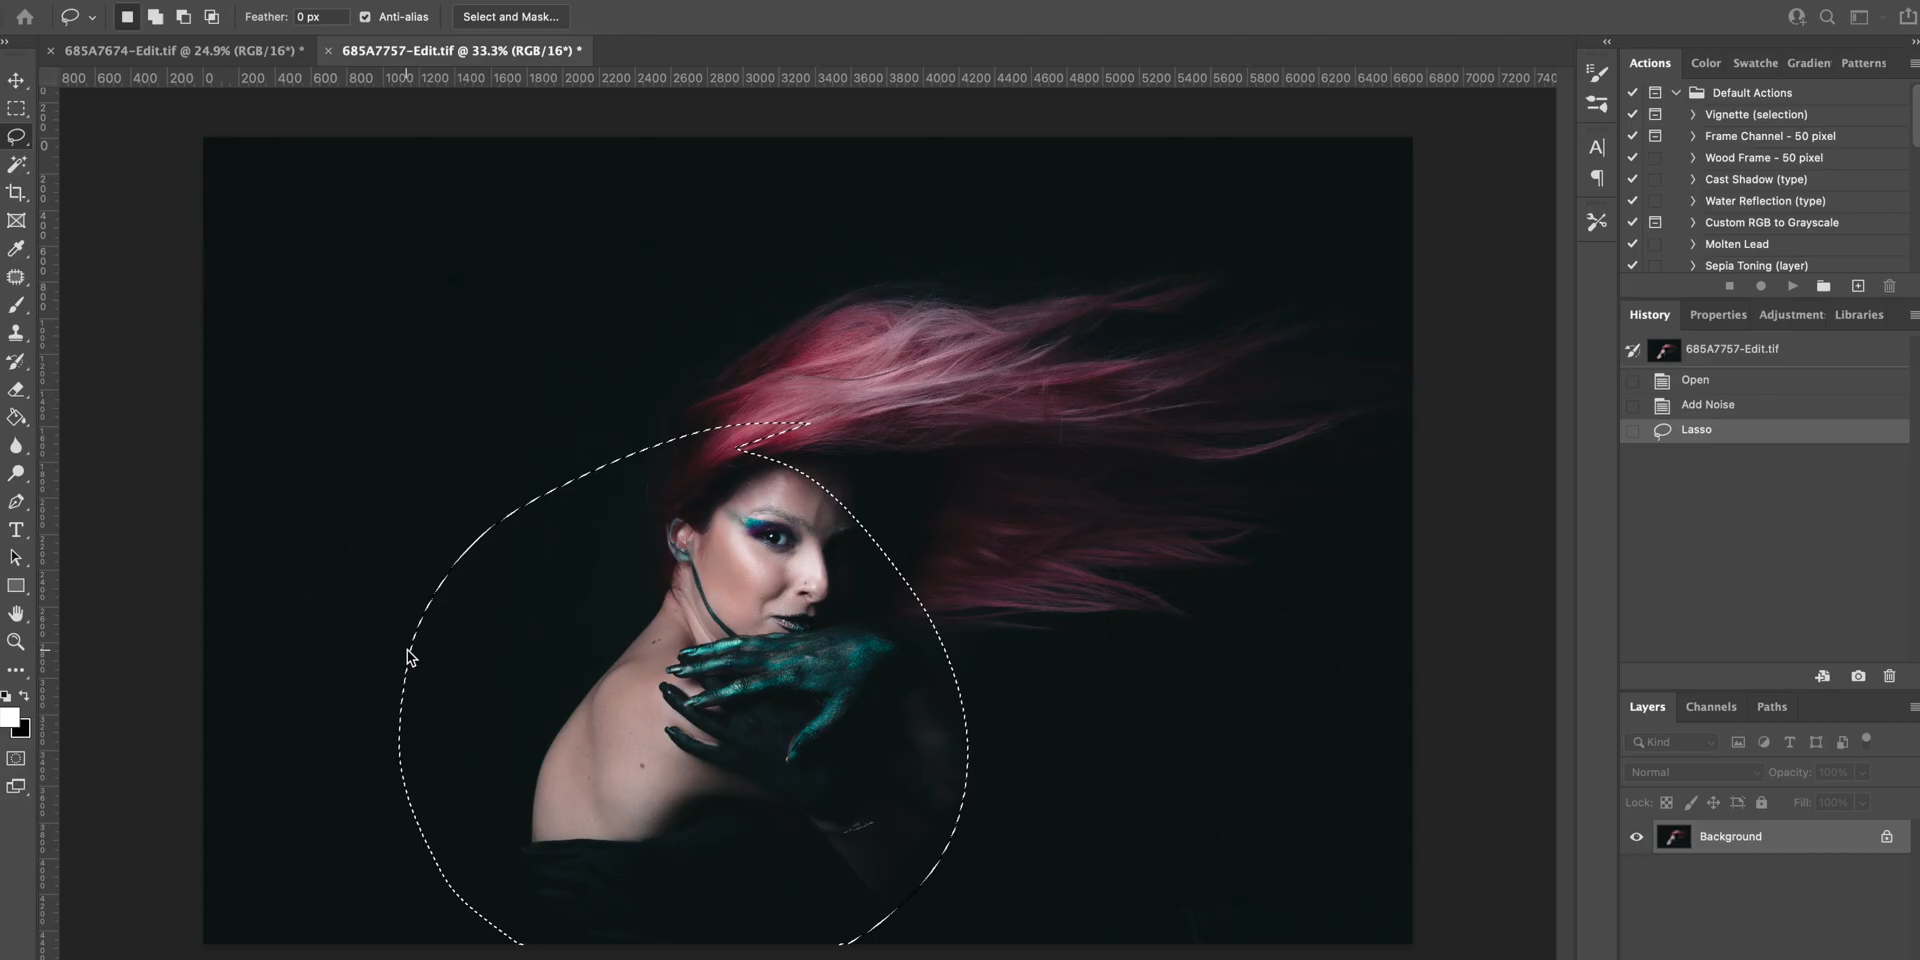 Feather: 0 px Anti-alias Select and Mask...
685A7674-Edit.tif @ 24.9% (RGB/16*) * 685A7757-Edit.tif @ 33.3% (RGB/16*) *
800 600 400 200 0 200 400 600 800 1000 1200 1400 1600 1800 2000 2200 2400 2600 2800 3000 3200 3400 3600 3800 4000 4200 4400 4600 4800 5000 5200 5400 5600 5800 6000 6200 6400 6600 6800 7000 7200 740
Actions Color Swatche Gradien Patterns
Default Actions
Vignette (selection)
Frame Channel - 50 pixel
Wood Frame - 50 pixel
Cast Shadow (type)
Water Reflection (type)
Custom RGB to Grayscale
Molten Lead
Sepia Toning (layer)
History Properties Adjustment Libraries
685A7757-Edit.tif
Open
Add Noise
Lasso
Layers Channels Paths
Kind
Normal Opacity: 100%
Lock: Fill: 100%
Background